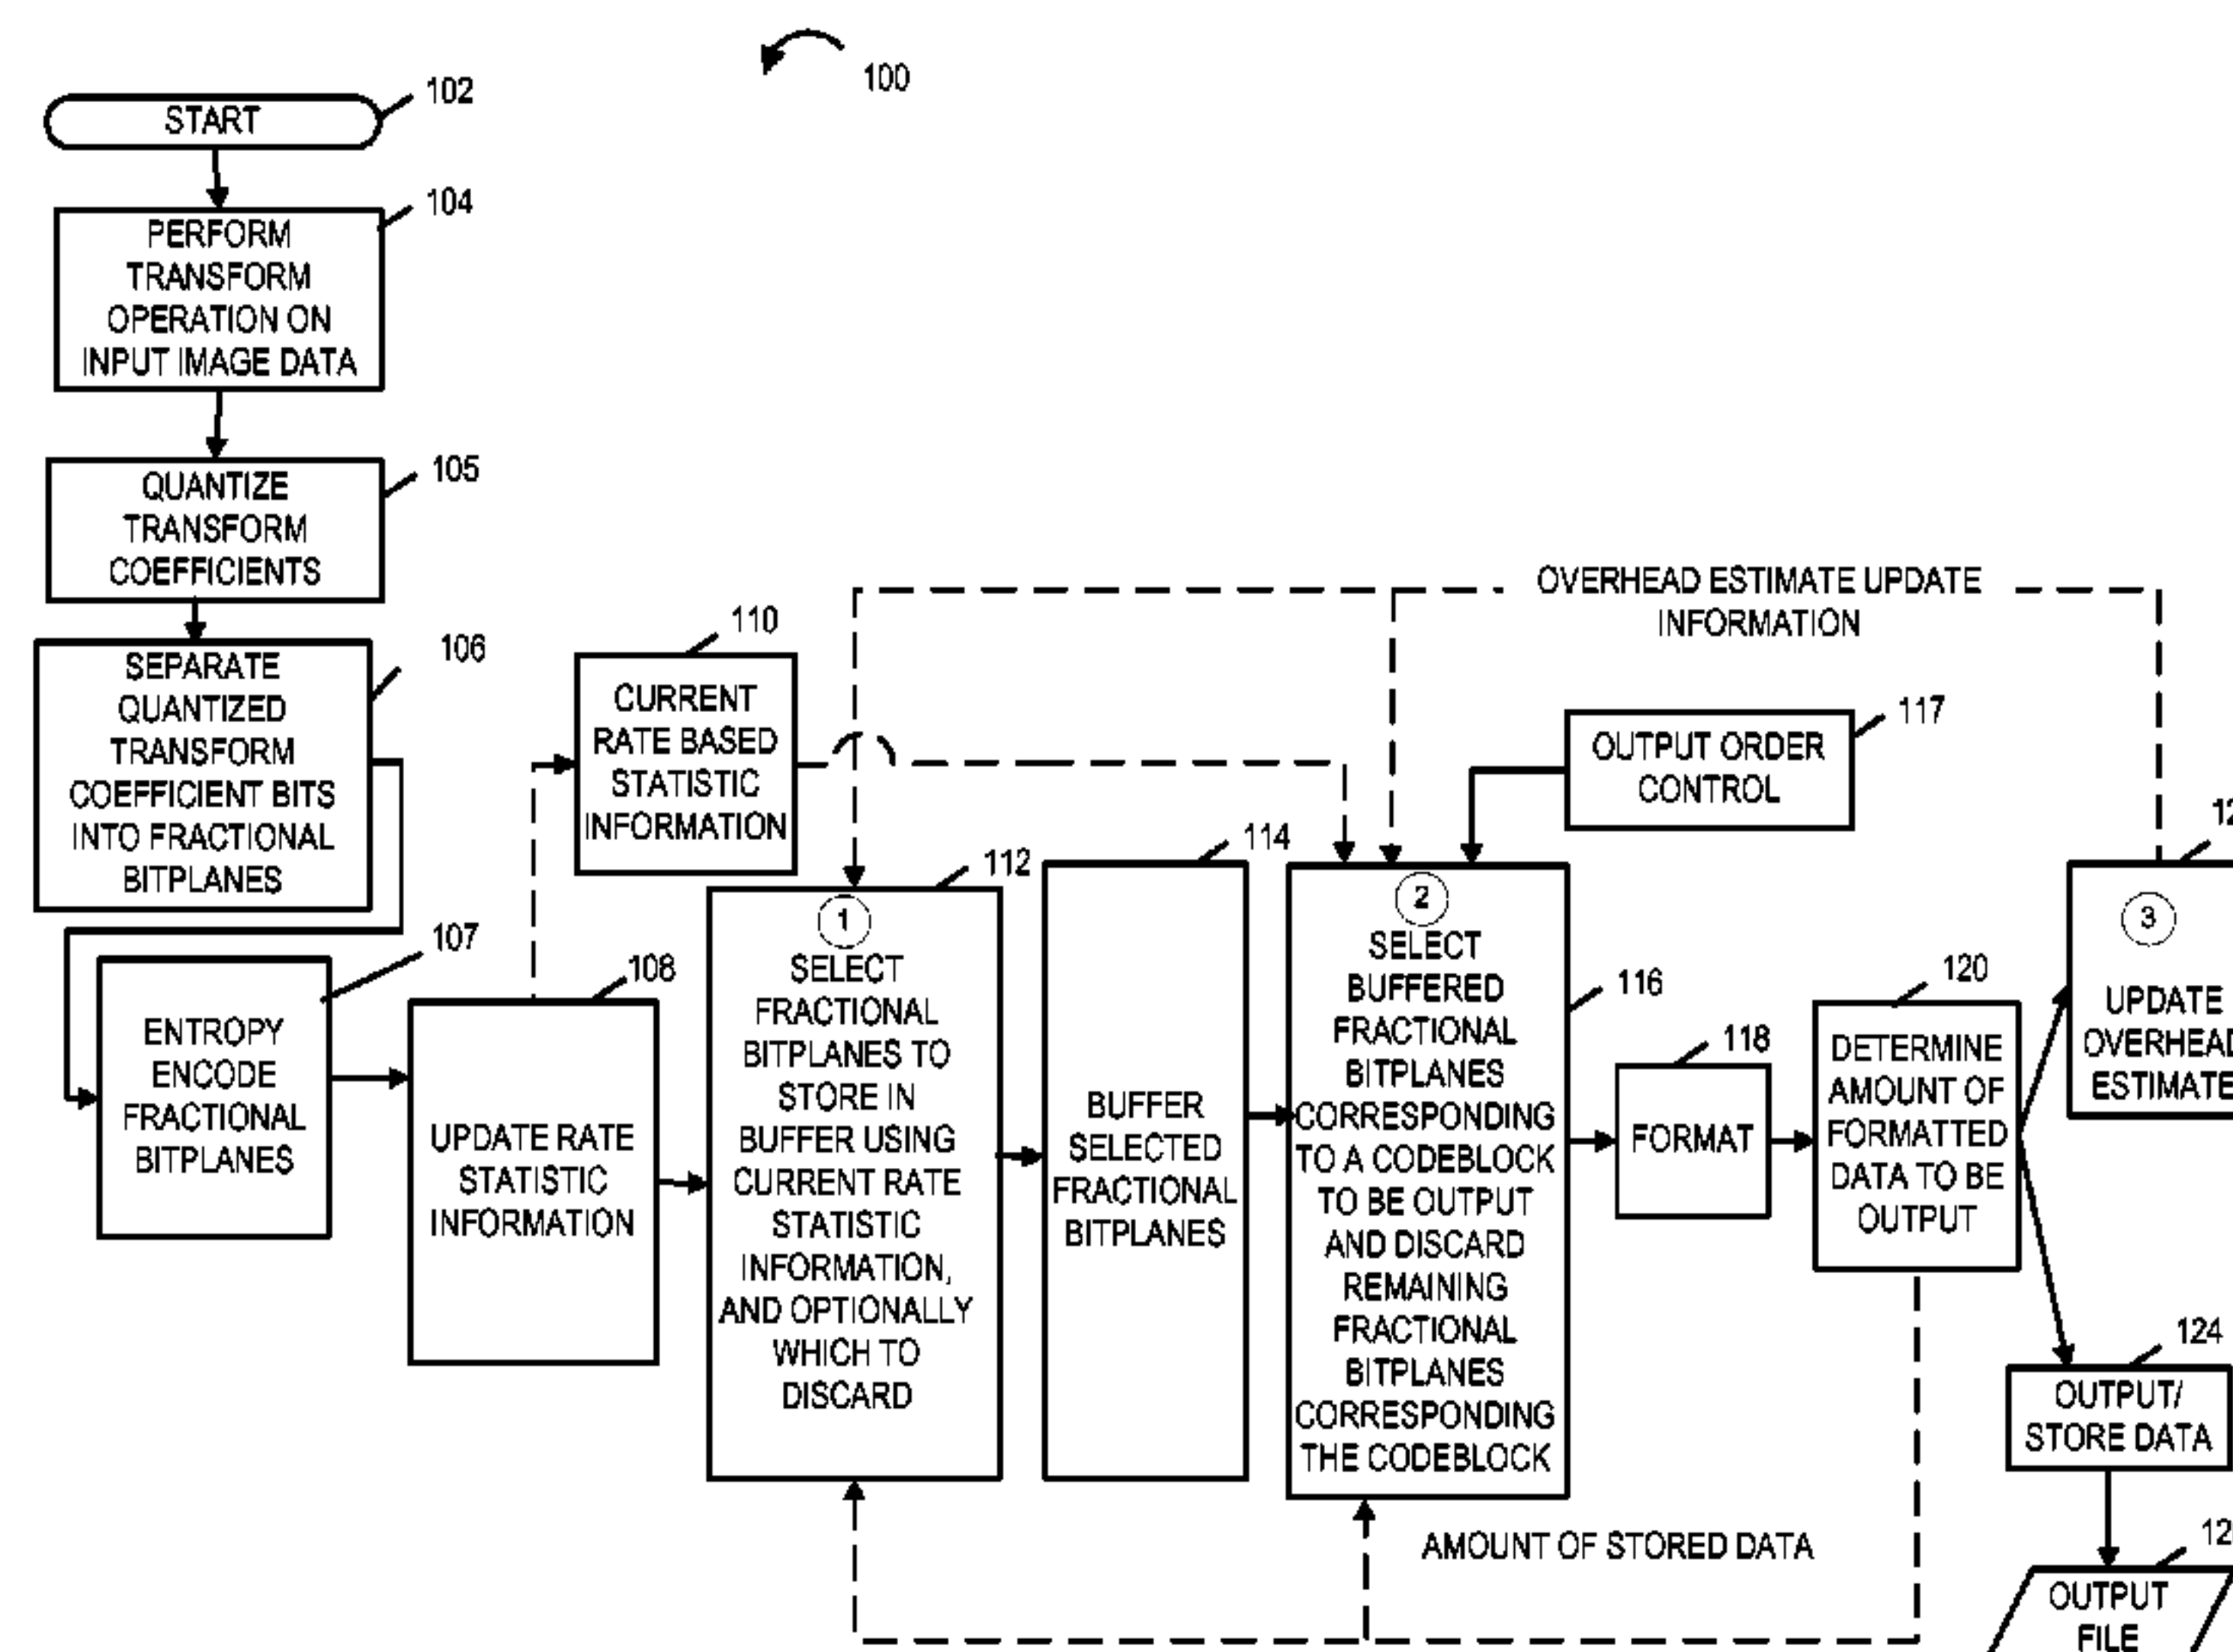 100
102
START
104
PERFORM
TRANSFORM
OPERATION ON
INPUT IMAGE DATA
105
QUANTIZE
TRANSFORM
COEFFICIENTS
106
SEPARATE
QUANTIZED
TRANSFORM
COEFFICIENT BITS
INTO FRACTIONAL
BITPLANES
107
ENTROPY
ENCODE
FRACTIONAL
BITPLANES
108
UPDATE RATE
STATISTIC
INFORMATION
110
CURRENT
RATE BASED
STATISTIC
INFORMATION
OVERHEAD ESTIMATE UPDATE
INFORMATION
112
1
SELECT
FRACTIONAL
BITPLANES TO
STORE IN
BUFFER USING
CURRENT RATE
STATISTIC
INFORMATION,
AND OPTIONALLY
WHICH TO
DISCARD
114
BUFFER
SELECTED
FRACTIONAL
BITPLANES
117
OUTPUT ORDER
CONTROL
116
2
SELECT
BUFFERED
FRACTIONAL
BITPLANES
CORRESPONDING
TO A CODEBLOCK
TO BE OUTPUT
AND DISCARD
REMAINING
FRACTIONAL
BITPLANES
CORRESPONDING
THE CODEBLOCK
118
FORMAT
120
DETERMINE
AMOUNT OF
FORMATTED
DATA TO BE
OUTPUT
3
UPDATE
OVERHEAD
ESTIMATE
124
OUTPUT/
STORE DATA
OUTPUT
FILE
AMOUNT OF STORED DATA